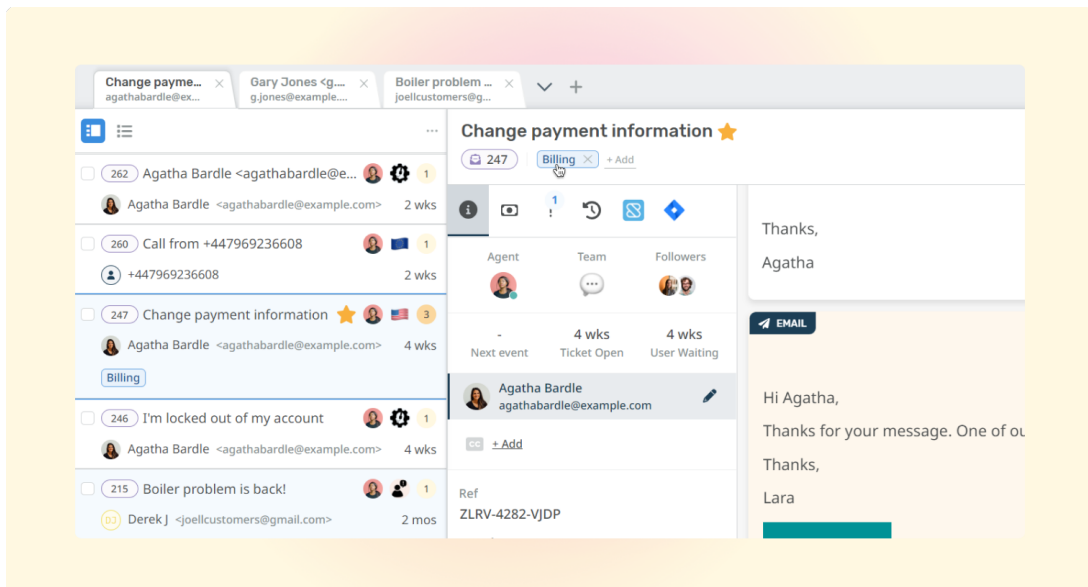 Change payme...
agathabardle@ex...
Gary Jones <g....
g.jones@example....
Boiler problem ...
joellcustomers@g...
262 Agatha Bardle <agathabardle@e... 1
Agatha Bardle <agathabardle@example.com> 2 wks
260 Call from +447969236608 1
+447969236608 2 wks
247 Change payment information 3
Agatha Bardle <agathabardle@example.com> 4 wks
Billing
246 I'm locked out of my account 1
Agatha Bardle <agathabardle@example.com> 4 wks
215 Boiler problem is back! 1
DJ Derek J <joellcustomers@gmail.com> 2 mos
Change payment information
247 Billing + Add
1
Agent Team Followers
- 4 wks 4 wks
Next event Ticket Open User Waiting
Agatha Bardle
agathabardle@example.com
CC + Add
Ref
ZLRV-4282-VJDP
Thanks,
Agatha
EMAIL
Hi Agatha,
Thanks for your message. One of ou
Thanks,
Lara